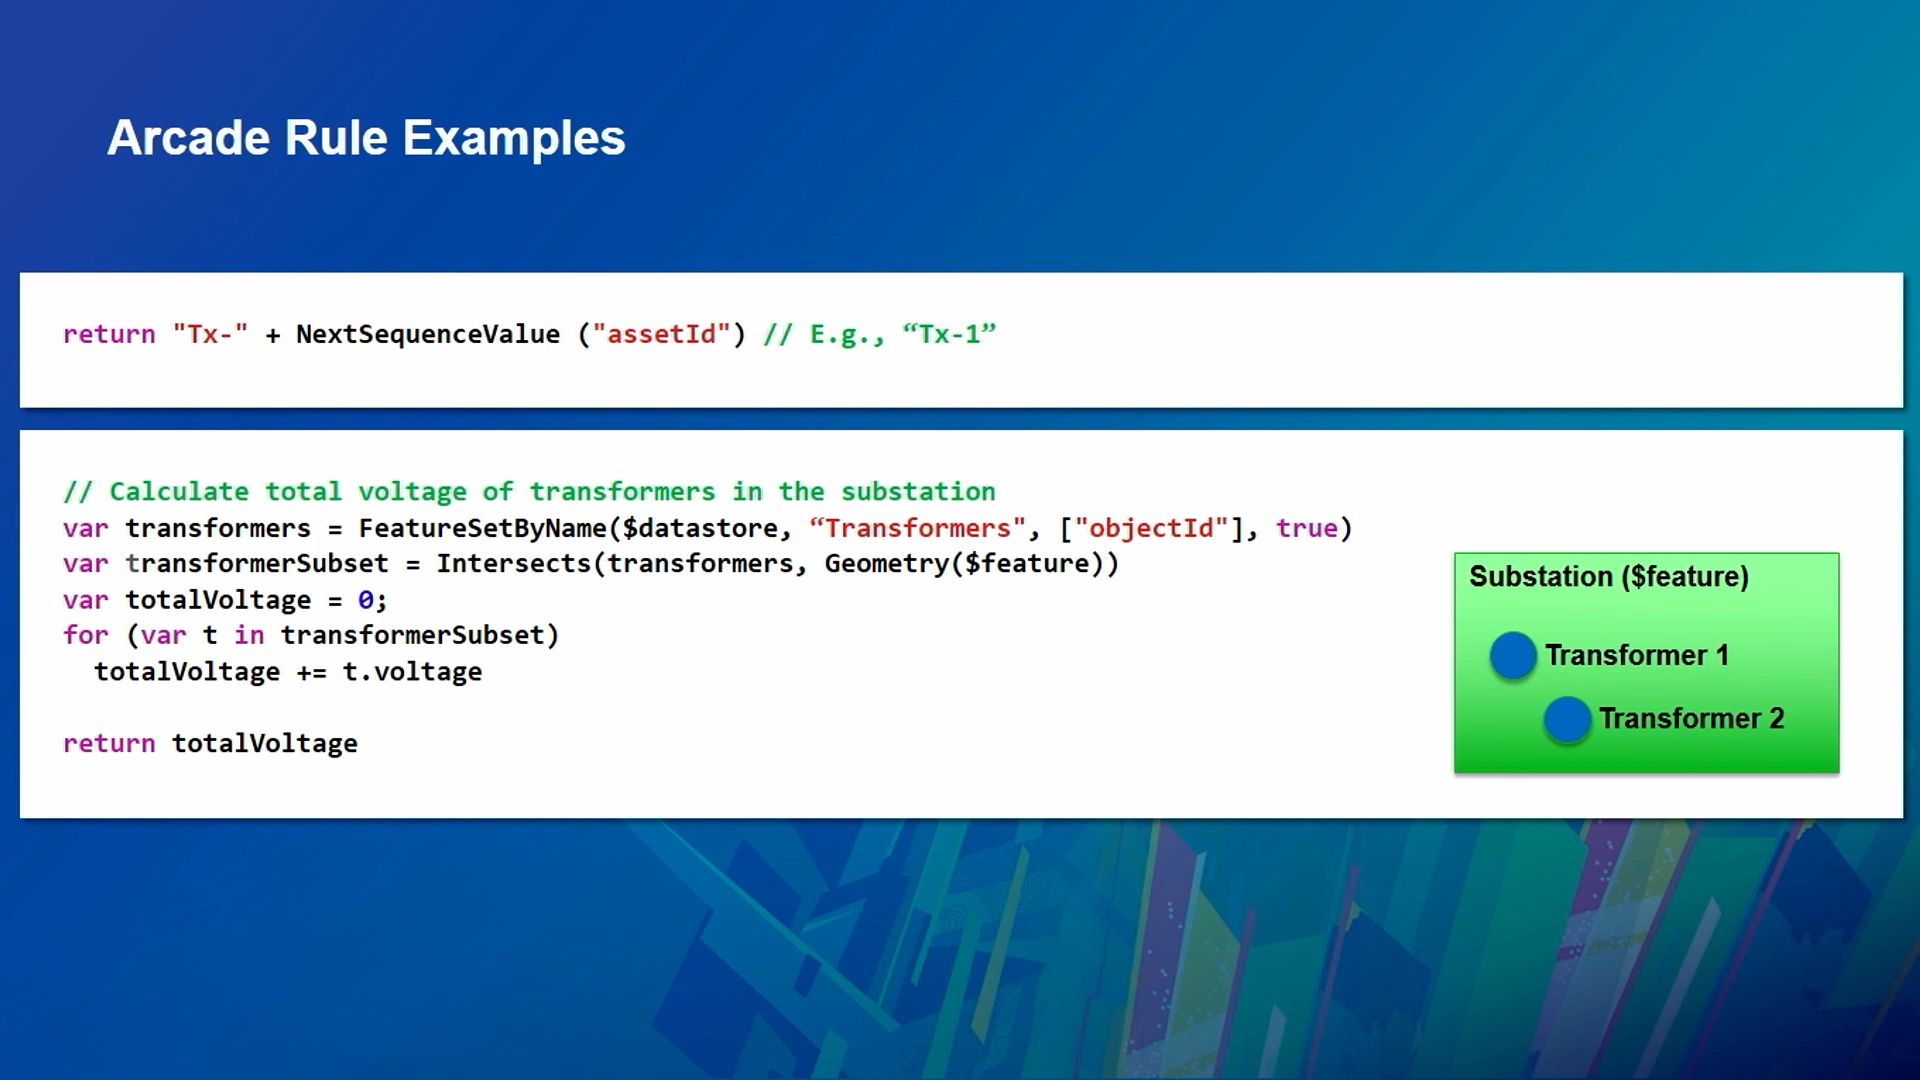 Arcade Rule Examples
return "Tx-" + NextSequenceValue ("assetId") // E.g., “Tx-1”
// Calculate total voltage of transformers in the substation
var transformers = FeatureSetByName($datastore, “Transformers", ["objectId"], true)
var transformerSubset = Intersects(transformers, Geometry($feature))
var totalVoltage = 0;
for (var t in transformerSubset)
  totalVoltage += t.voltage
return totalVoltage
Substation ($feature)
Transformer 1
Transformer 2